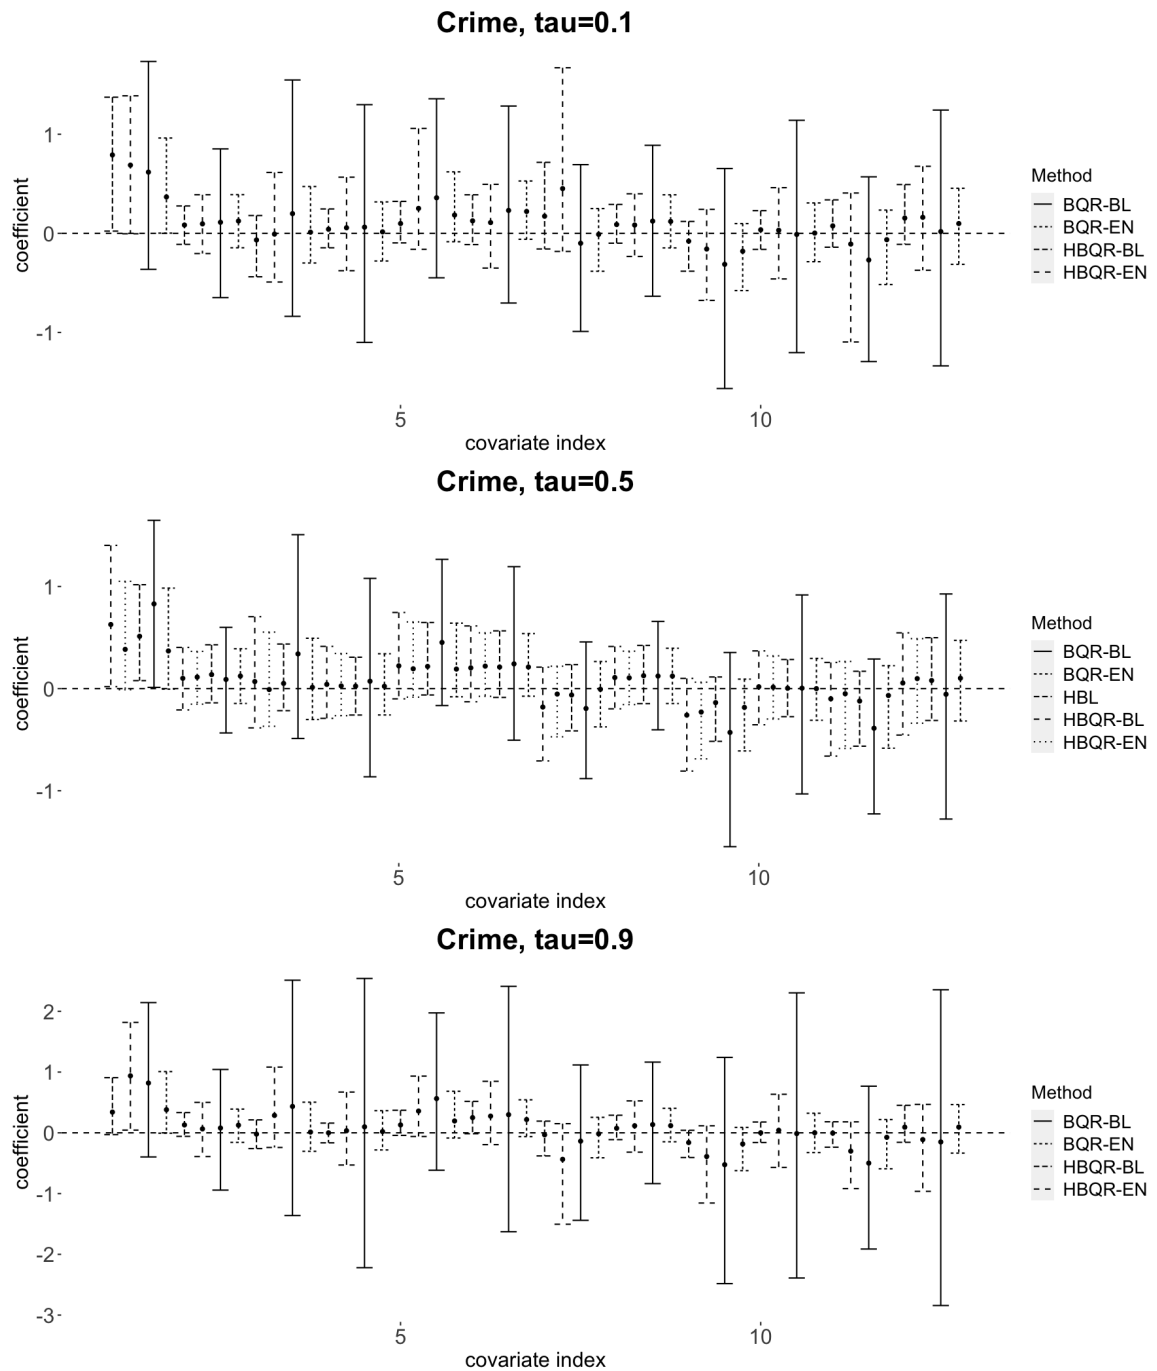 Crime, tau=0.1
1
0
-1
coefficient
5
10
covariate index
Method
BQR-BL
BQR-EN
HBQR-BL
HBQR-EN
Crime, tau=0.5
1
0
-1
coefficient
5
10
covariate index
Method
BQR-BL
BQR-EN
HBL
HBQR-BL
HBQR-EN
Crime, tau=0.9
2
1
0
-1
-2
-3
coefficient
5
10
covariate index
Method
BQR-BL
BQR-EN
HBQR-BL
HBQR-EN